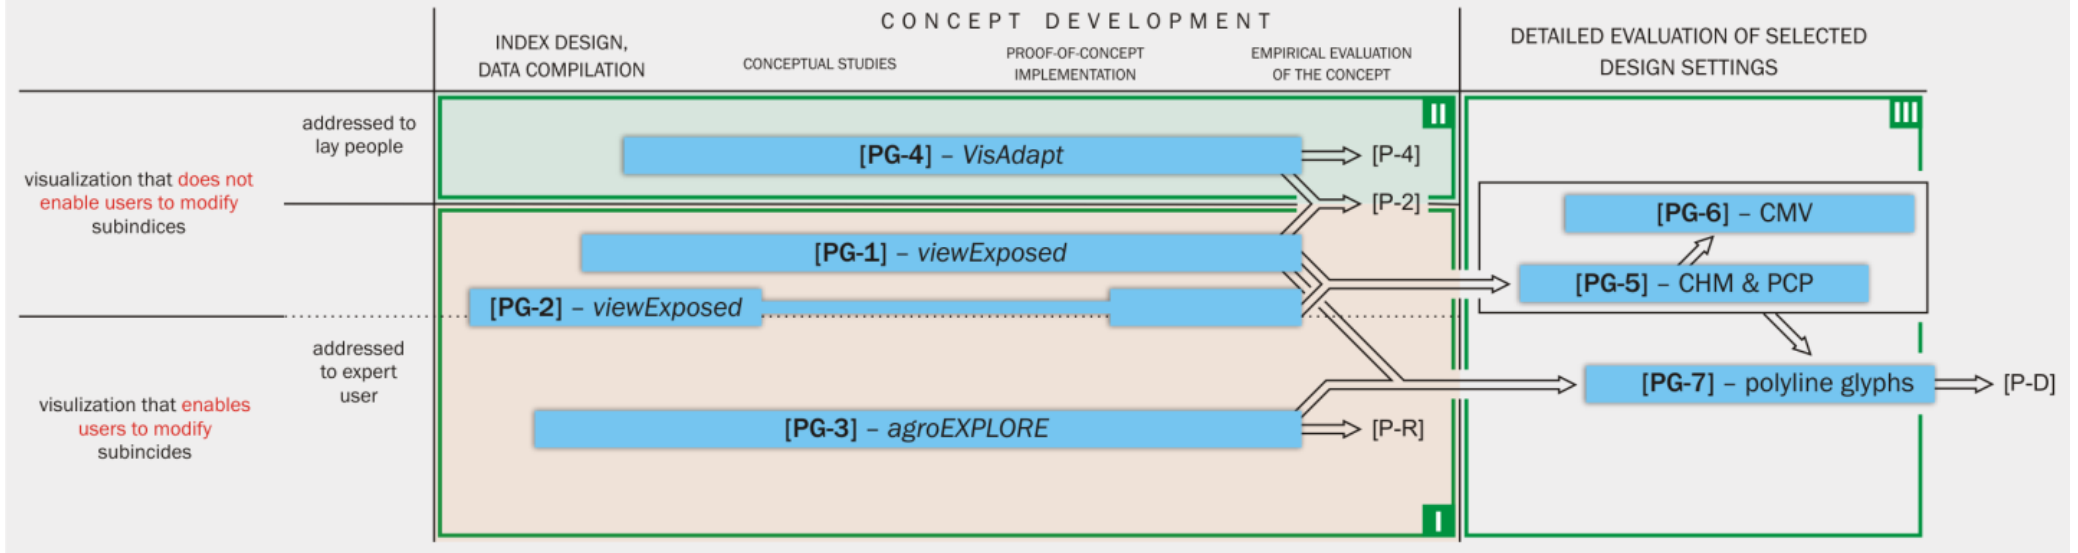 CONCEPT DEVELOPMENT
INDEX DESIGN,
DATA COMPILATION
CONCEPTUAL STUDIES
PROOF-OF-CONCEPT
IMPLEMENTATION
EMPIRICAL EVALUATION
OF THE CONCEPT
DETAILED EVALUATION OF SELECTED
DESIGN SETTINGS
addressed to
lay people
visualization that does not
enable users to modify
subindices
addressed
to expert
user
visulization that enables
users to modify
subincides
II
[PG-4] – VisAdapt
[P-4]
[P-2]
[PG-1] – viewExposed
[PG-2] – viewExposed
[PG-3] – agroEXPLORE
[P-R]
I
III
[PG-6] – CMV
[PG-5] – CHM & PCP
[PG-7] – polyline glyphs
[P-D]